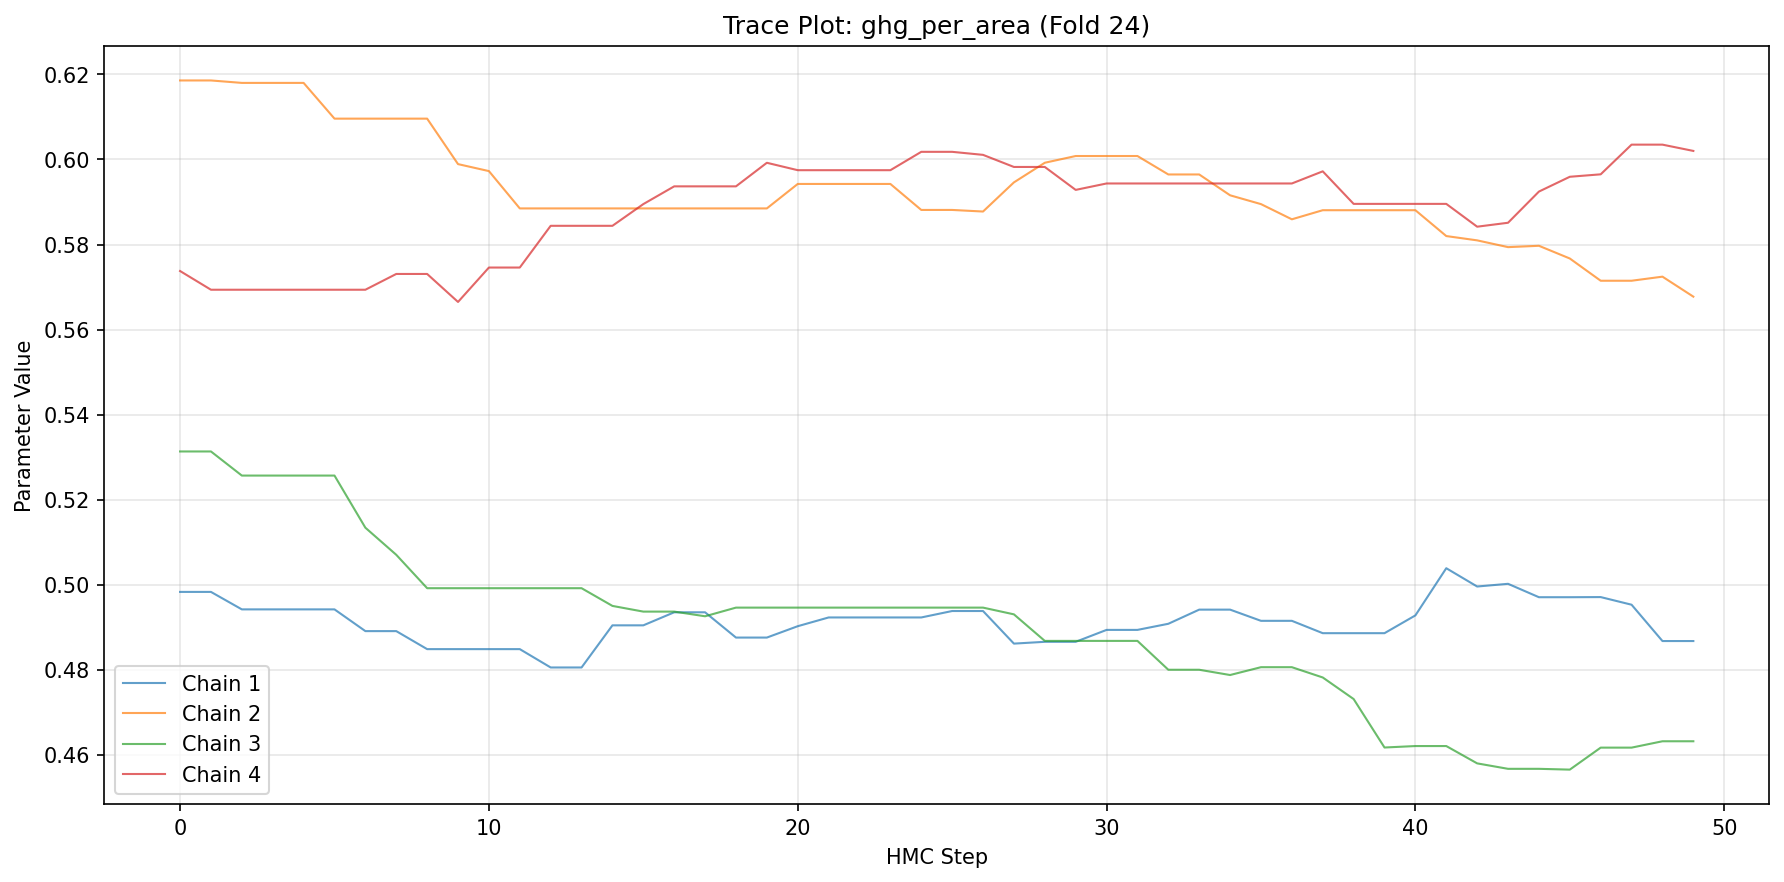 Trace Plot: ghg_per_area (Fold 24)
Parameter Value
0.62
0.60
0.58
0.56
0.54
0.52
0.50
0.48
0.46
Chain 1
Chain 2
Chain 3
Chain 4
0 10 20 30 40 50
HMC Step